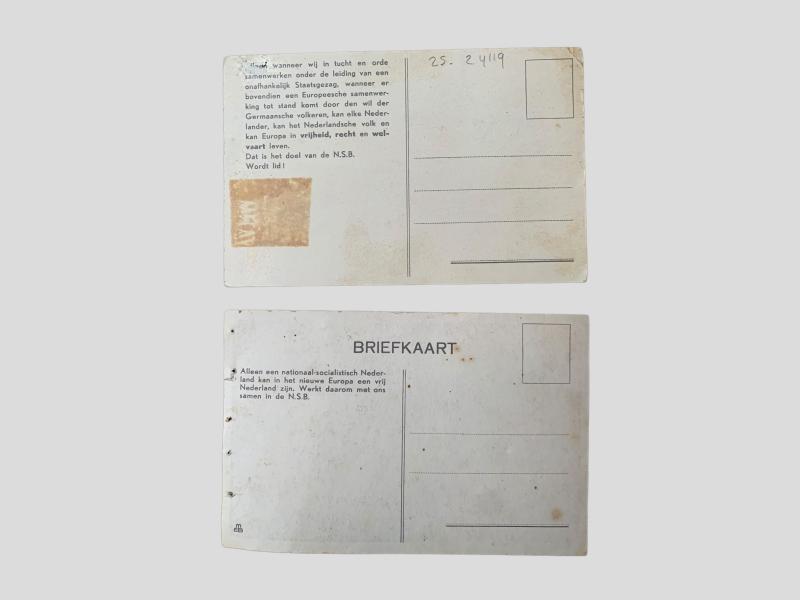 wanneer wij in tucht en orde
samenwerken onder de leiding van een
onafhankelijk Staatsgezag, wanneer er
bovendien een Europeesche samenwer-
king tot stand komt door den wil der
Germaansche volkeren, kan elke Neder-
lander, kan het Nederlandsche volk en
kan Europa in vrijheid, recht en wel-
vaart leven.
Dat is het doel van de N.S.B.
Wordt lid!
25- 24119
BRIEFKAART
Alleen een nationaal-socialistisch Neder-
land kan in het nieuwe Europa een vrij
Nederland zijn. Werkt daarom met ons
samen in de N.S.B.